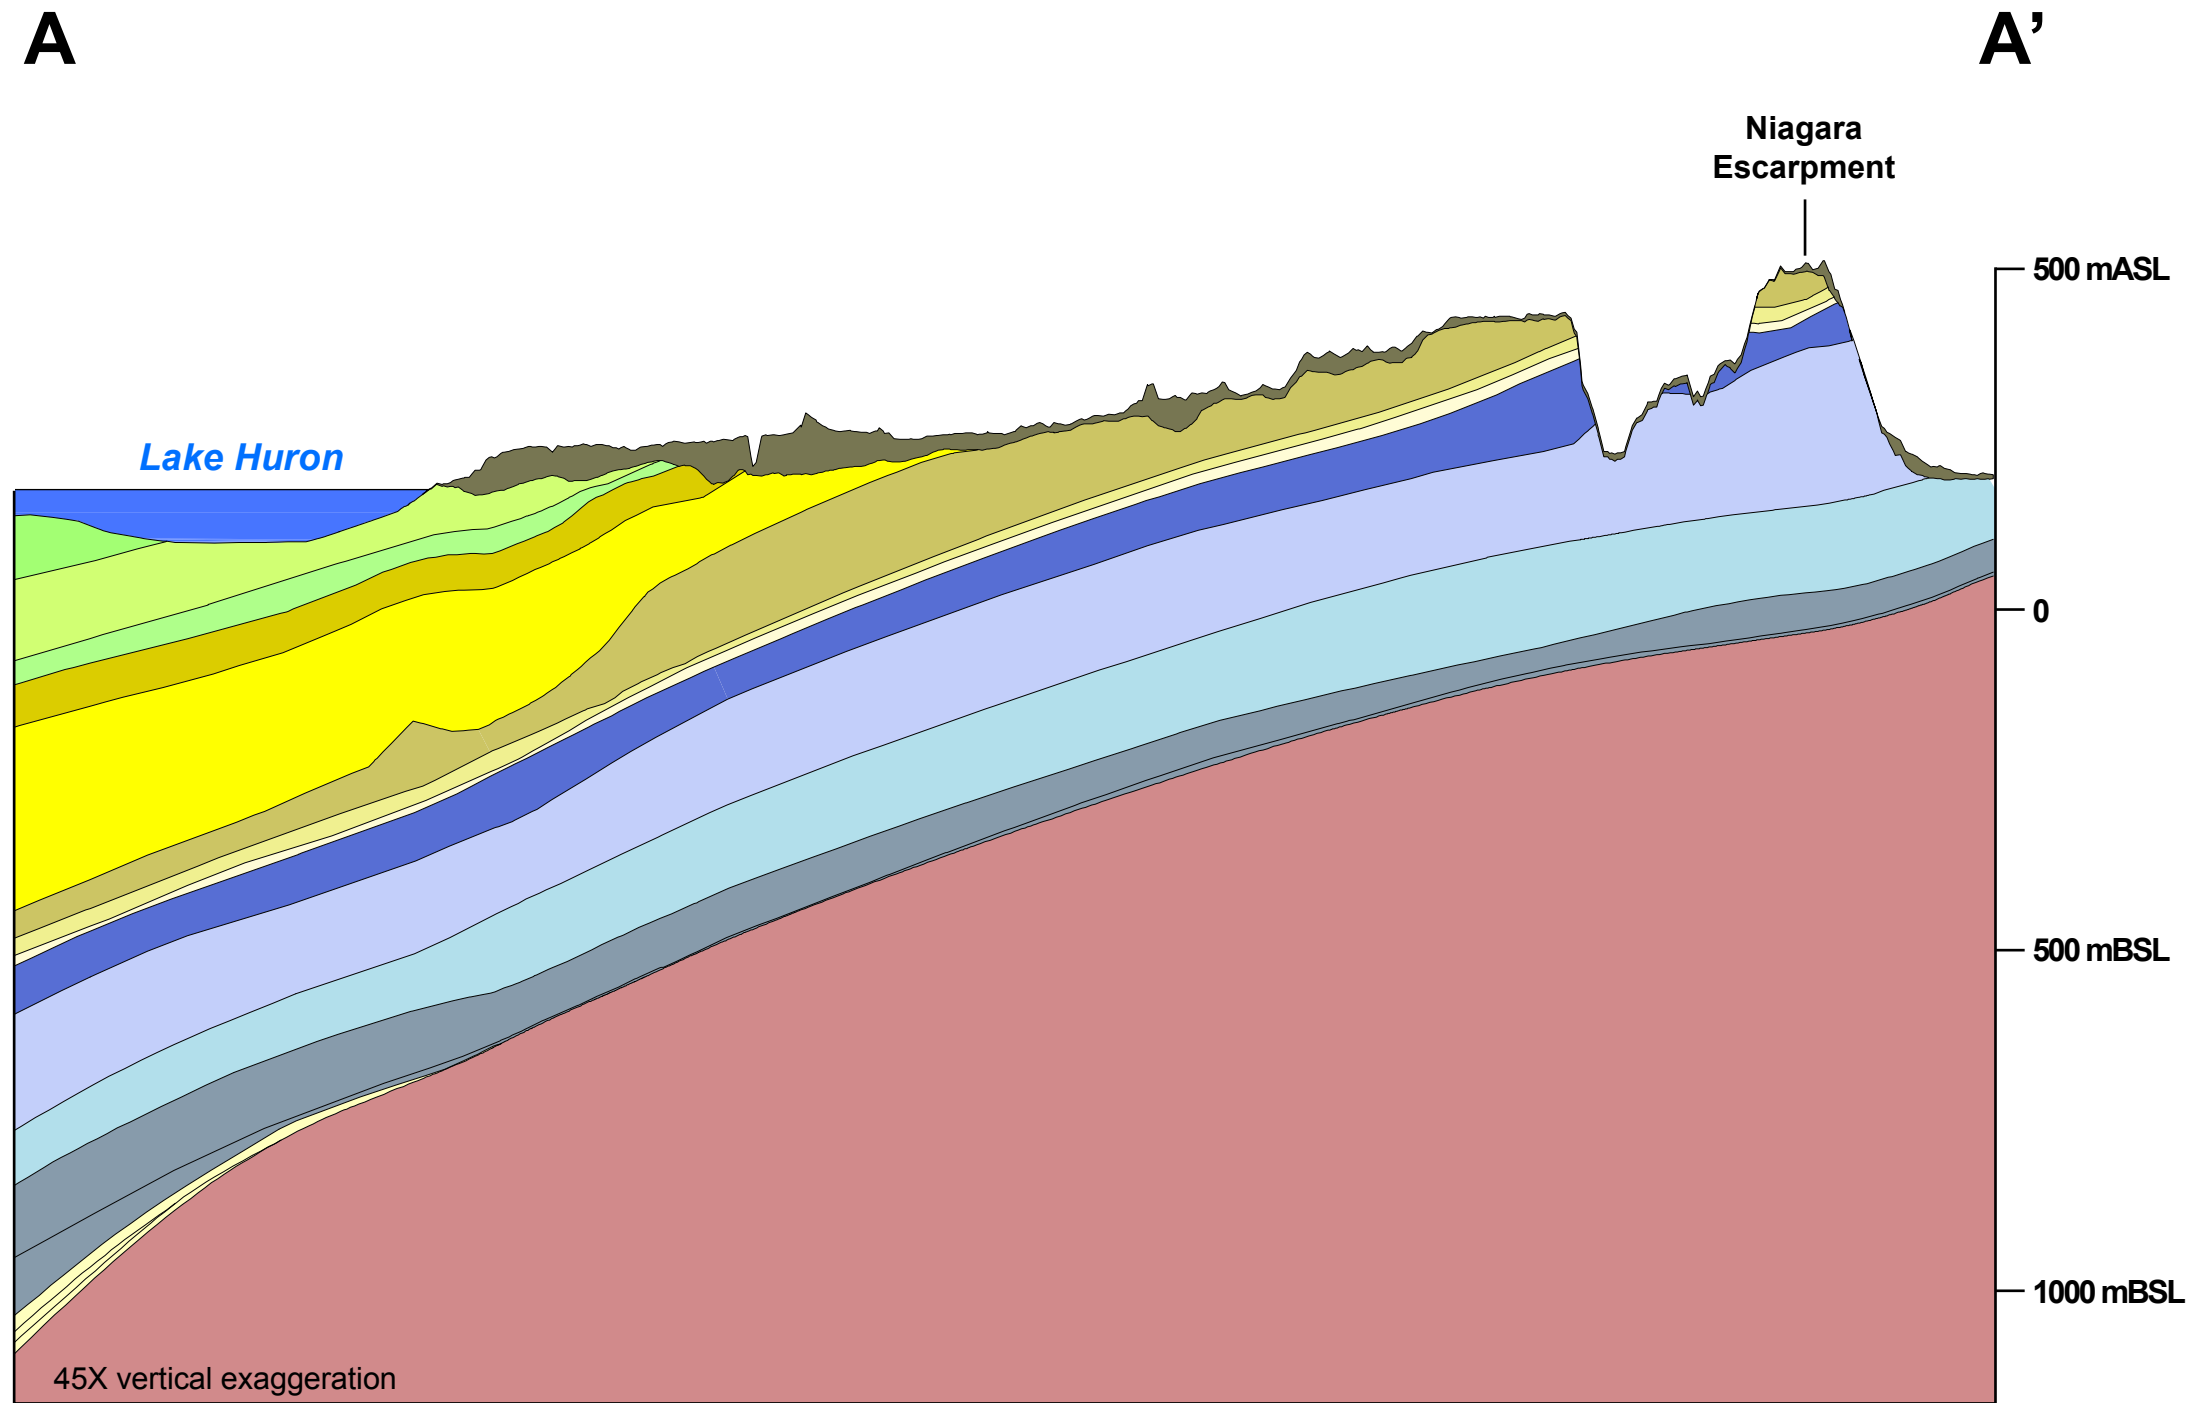 A
A’
Niagara
Escarpment
500 mASL
Lake Huron
0
500 mBSL
1000 mBSL
45X vertical exaggeration